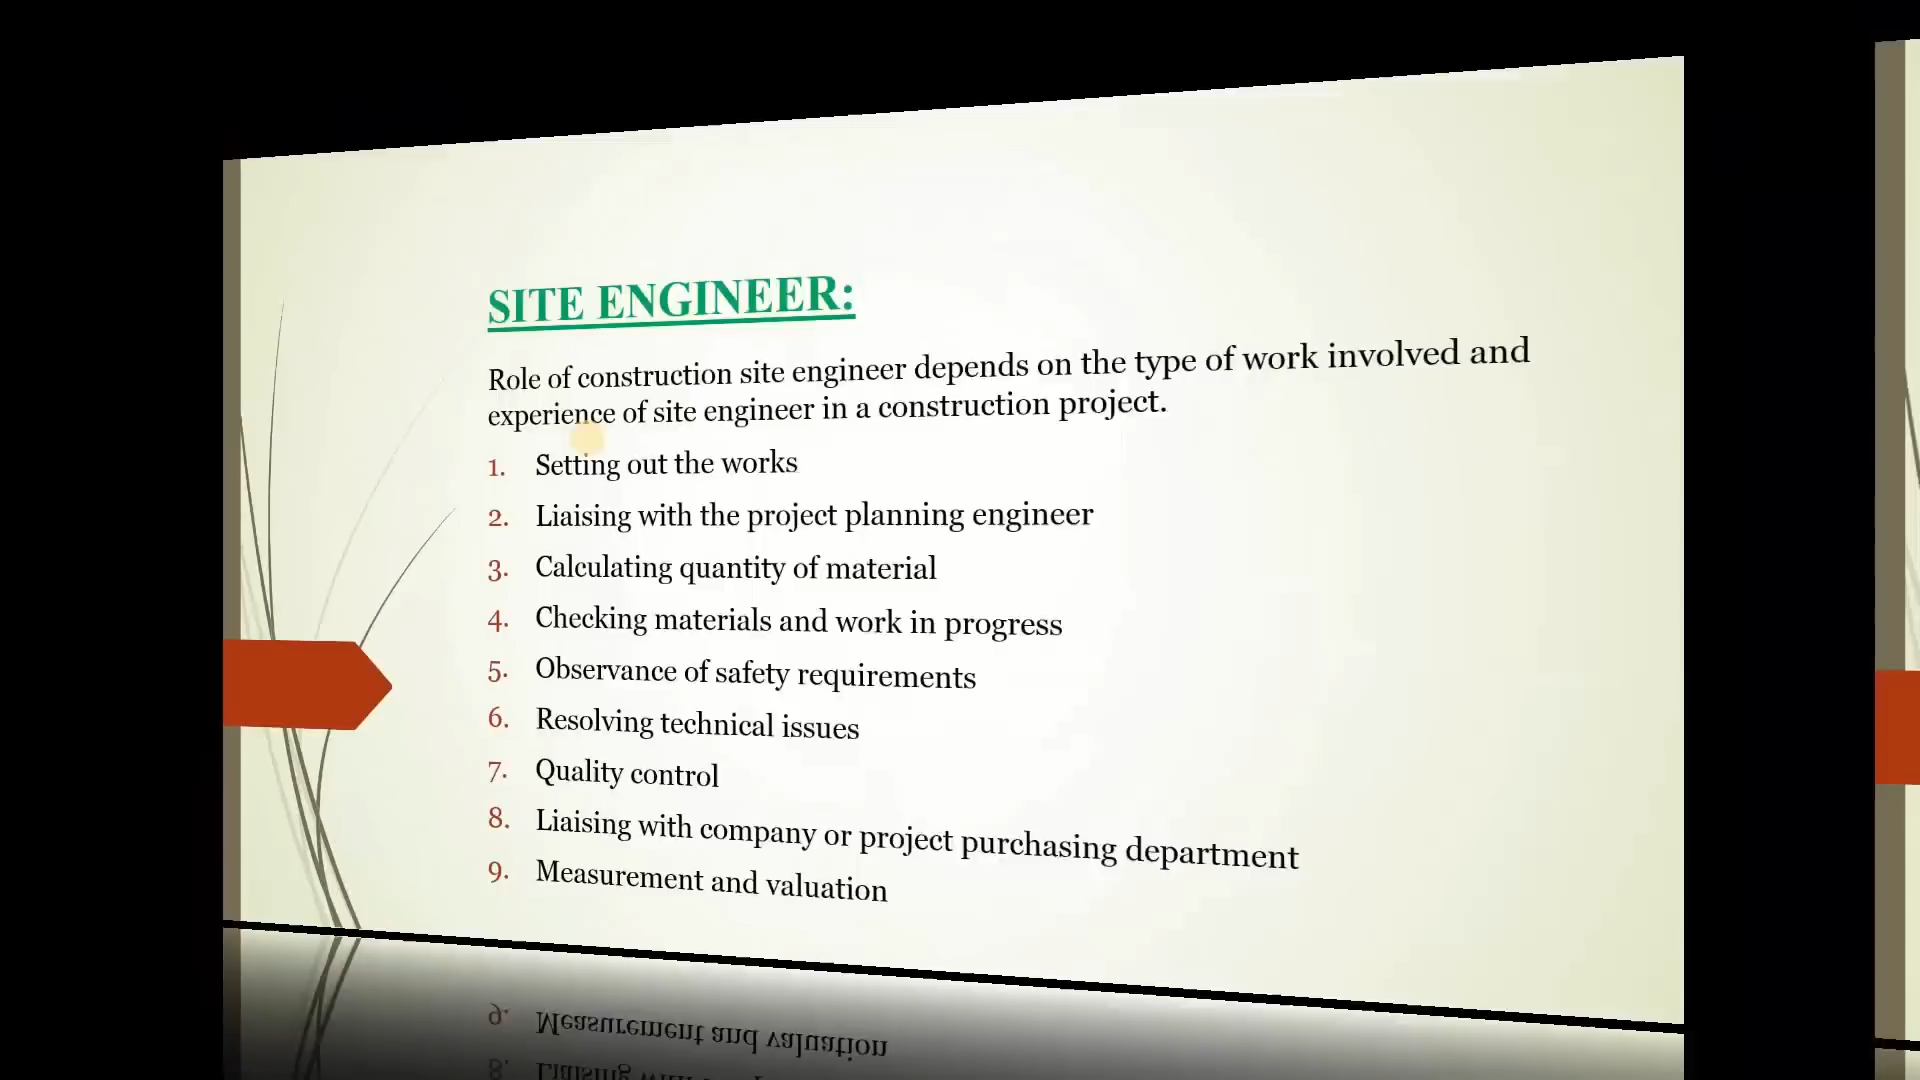 SITE ENGINEER:
Role of construction site engineer depends on the type of work involved and
experience of site engineer in a construction project.
1. Setting out the works
2. Liaising with the project planning engineer
3. Calculating quantity of material
4. Checking materials and work in progress
5. Observance of safety requirements
6. Resolving technical issues
7. Quality control
8. Liaising with company or project purchasing department
9. Measurement and valuation